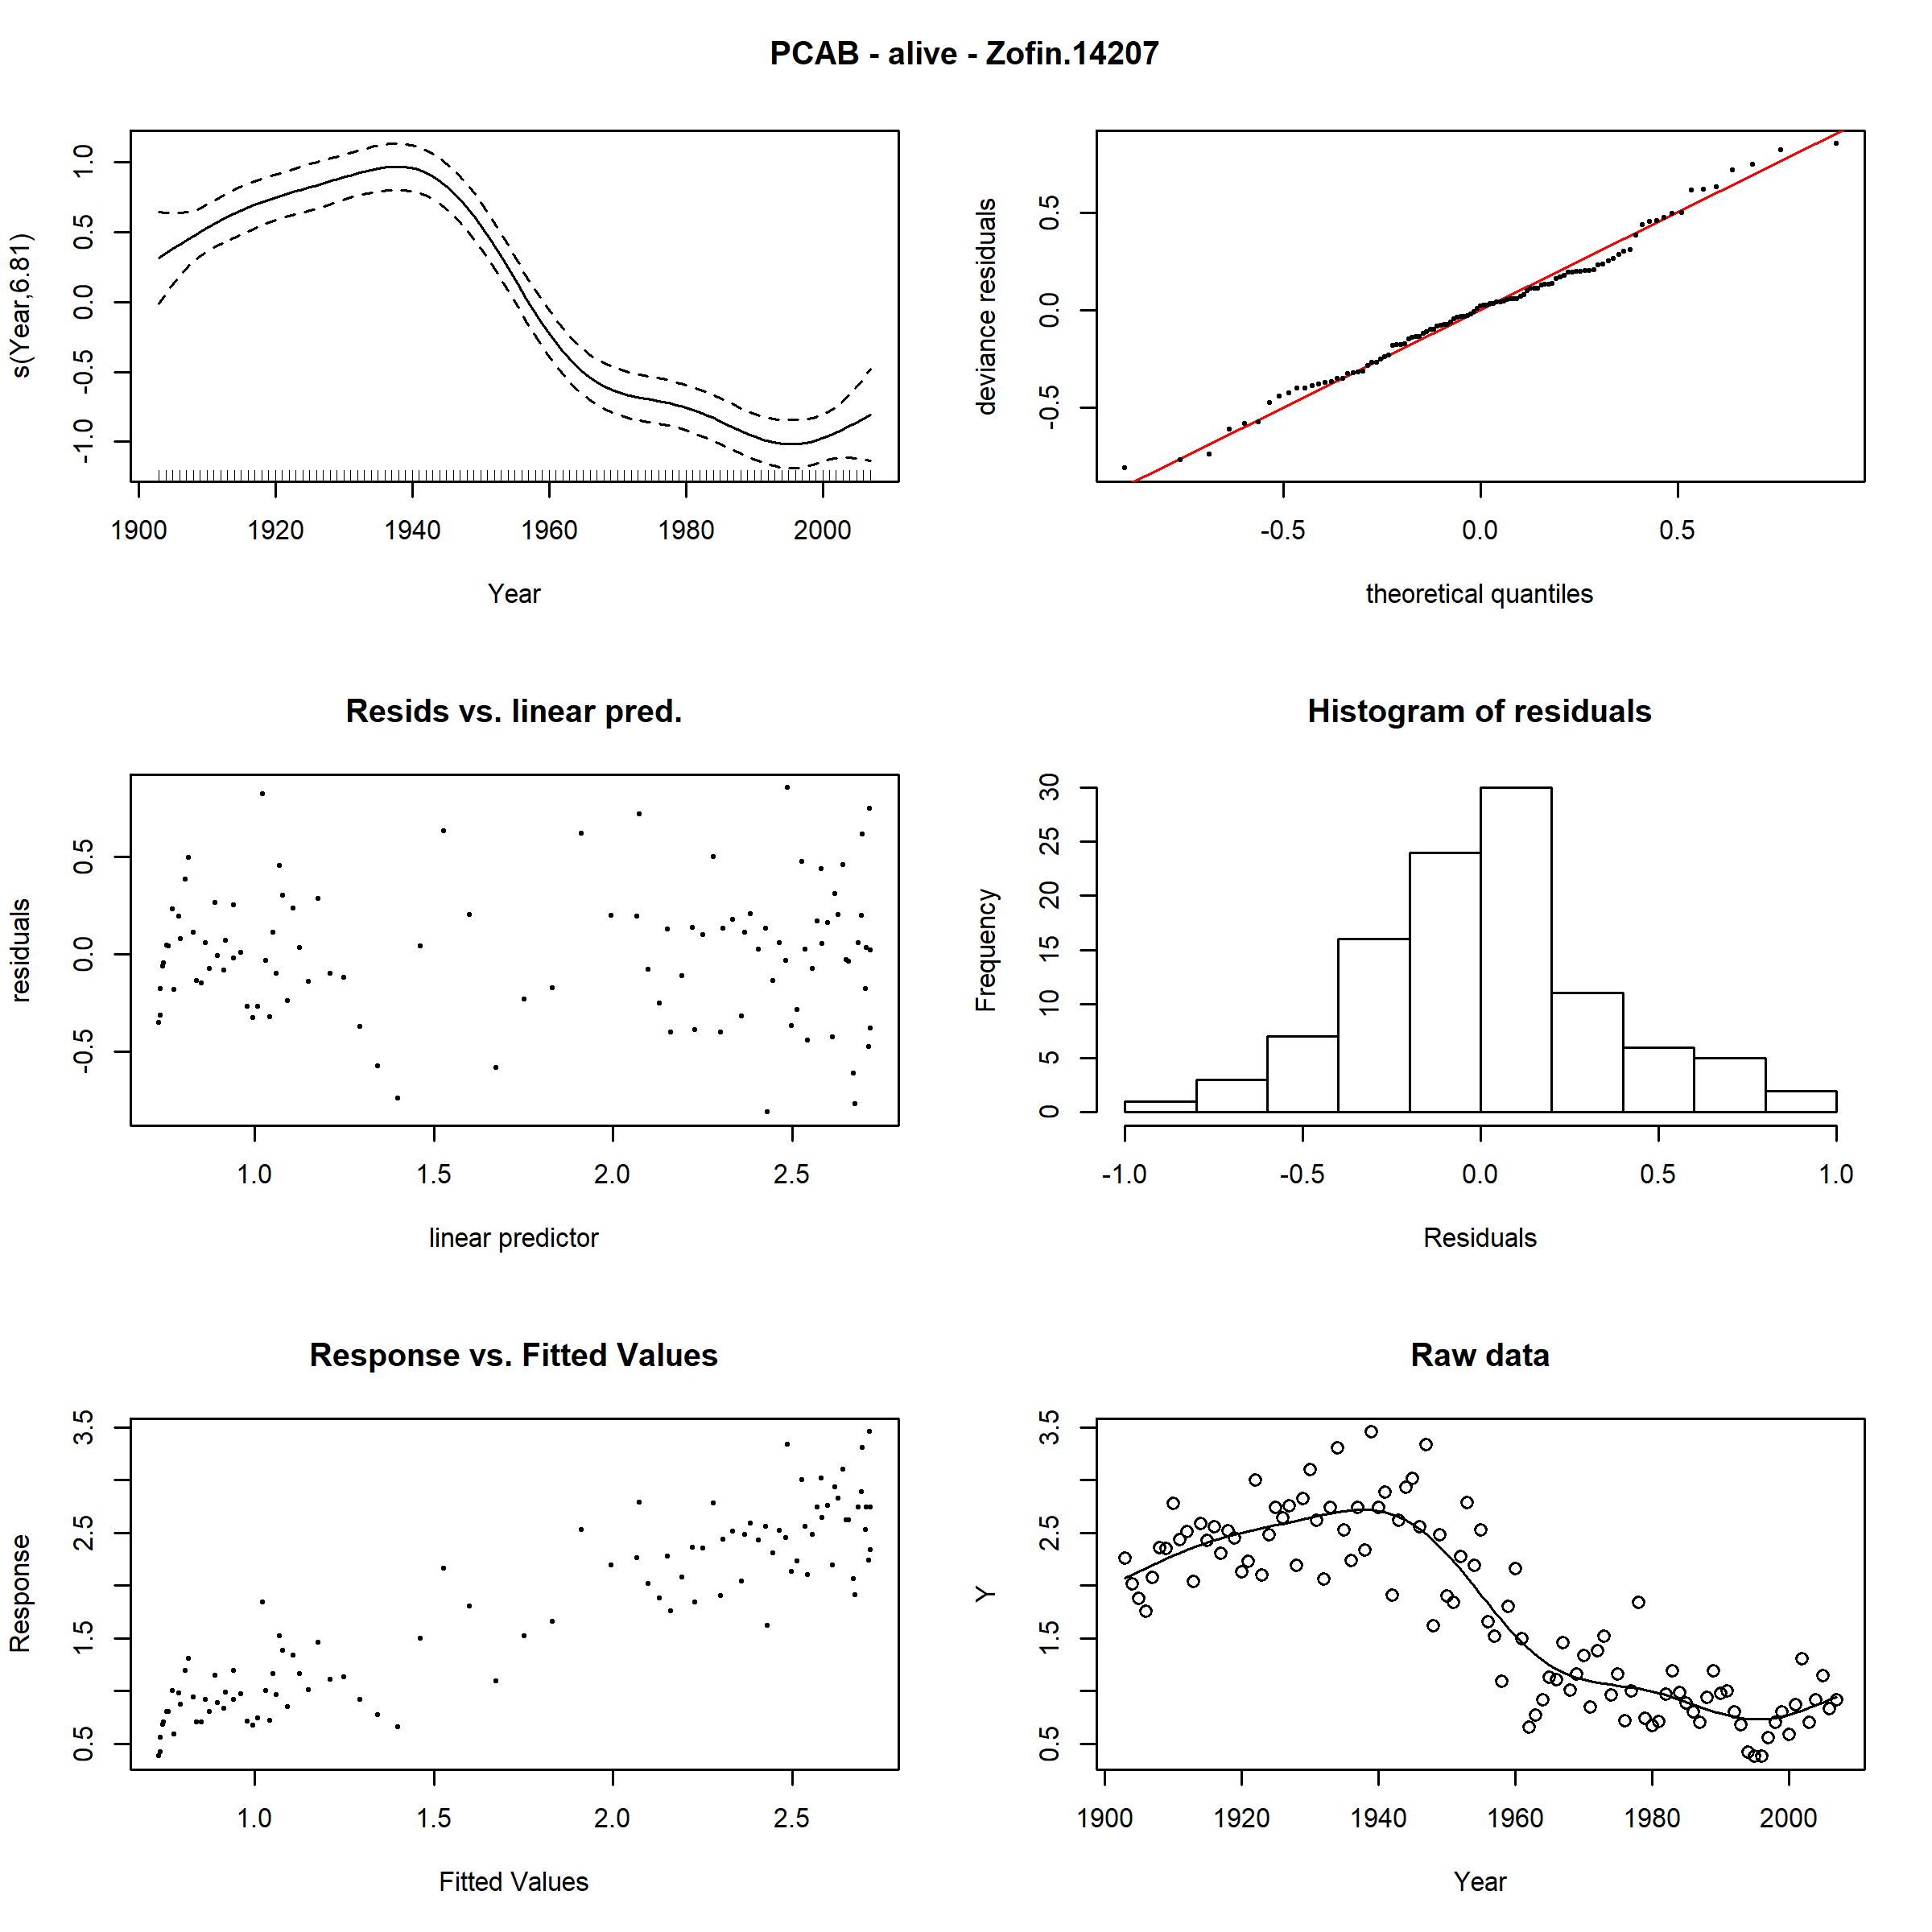 PCAB - alive - Zofin.14207
s(Year,6.81)
1.0
0.5
0.0
-0.5
-1.0
1900 1920 1940 1960 1980 2000
Year
deviance residuals
0.5
0.0
-0.5
-0.5 0.0 0.5
theoretical quantiles
Resids vs. linear pred.
residuals
0.5
0.0
-0.5
1.0 1.5 2.0 2.5
linear predictor
Histogram of residuals
Frequency
30
25
20
15
10
5
0
-1.0 -0.5 0.0 0.5 1.0
Residuals
Response vs. Fitted Values
Response
3.5
2.5
1.5
0.5
1.0 1.5 2.0 2.5
Fitted Values
Raw data
Y
3.5
2.5
1.5
0.5
1900 1920 1940 1960 1980 2000
Year